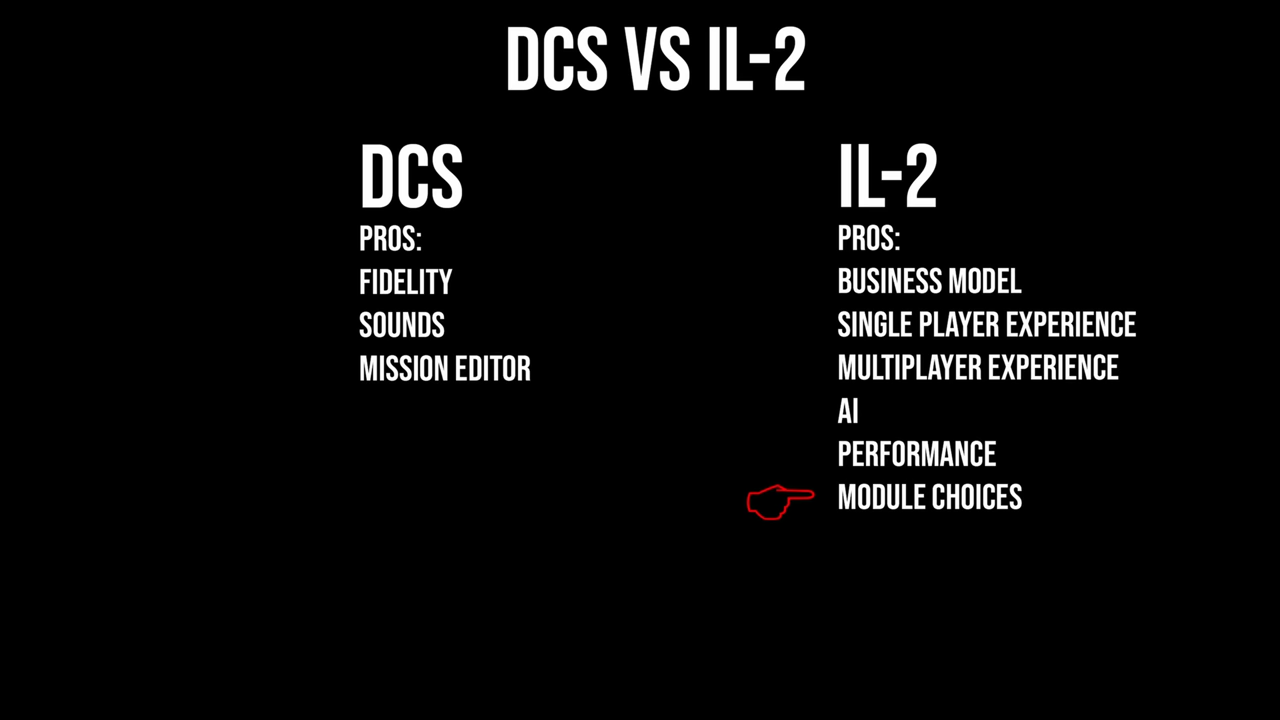 DCS VS IL-2
DCS
PROS:
FIDELITY
SOUNDS
MISSION EDITOR
IL-2
PROS:
BUSINESS MODEL
SINGLE PLAYER EXPERIENCE
MULTIPLAYER EXPERIENCE
AI
PERFORMANCE
MODULE CHOICES